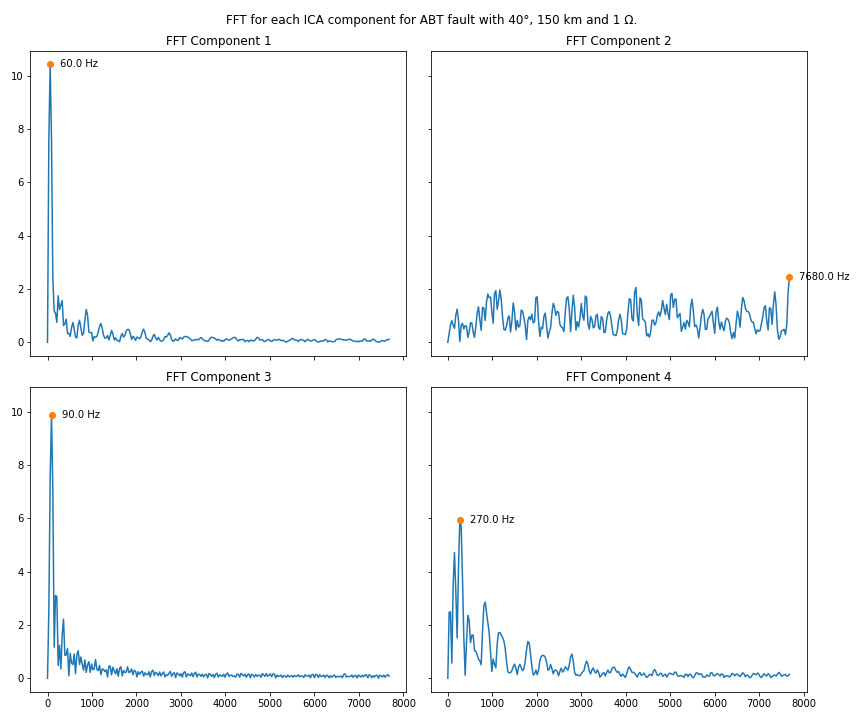 FFT for each ICA component for ABT fault with 40°, 150 km and 1 Ω.
FFT Component 1
FFT Component 2
10
8
6
4
2
0
60.0 Hz
7680.0 Hz
FFT Component 3
FFT Component 4
10
8
6
4
2
0
90.0 Hz
270.0 Hz
0 1000 2000 3000 4000 5000 6000 7000 8000
0 1000 2000 3000 4000 5000 6000 7000 8000